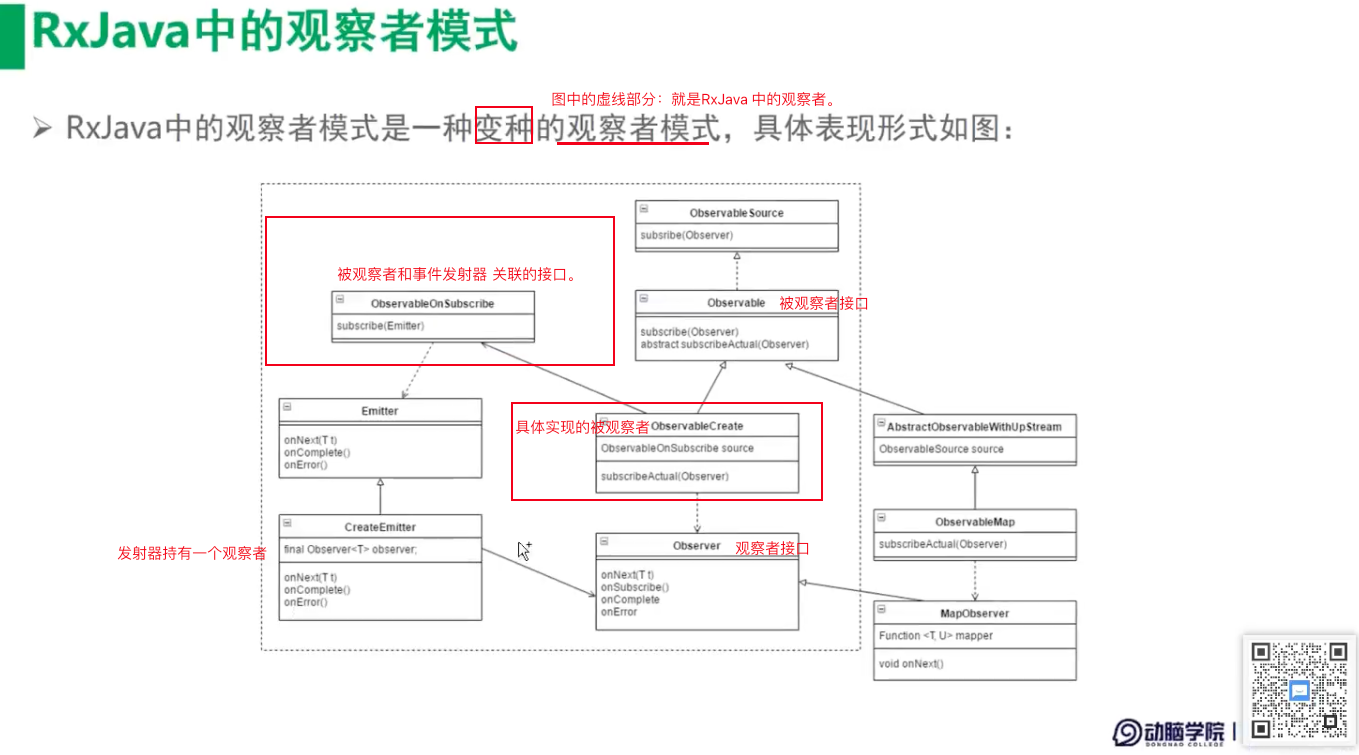 RxJava中的观察者模式
图中的虚线部分：就是RxJava 中的观察者。
RxJava中的观察者模式是一种变种的观察者模式，具体表现形式如图：
ObservableSource
subsribe(Observer)
被观察者和事件发射器 关联的接口。
ObservableOnSubscribe
subscribe(Emitter)
Observable
被观察者接口
subscribe(Observer)
abstract subscribeActual(Observer)
Emitter
onNext(T t)
onComplete()
onError()
具体实现的被观察者
ObservableCreate
ObservableOnSubscribe source
subscribeActual(Observer)
AbstractObservableWithUpStream
ObservableSource source
CreateEmitter
发射器持有一个观察者
final Observer<T> observer;
onNext(T t)
onComplete()
onError()
Observer
观察者接口
onNext(T t)
onSubscribe()
onComplete
onError
ObservableMap
subscribeActual(Observer)
MapObserver
Function <T, U> mapper
void onNext()
动脑学院
DONGNAO COLLEGE